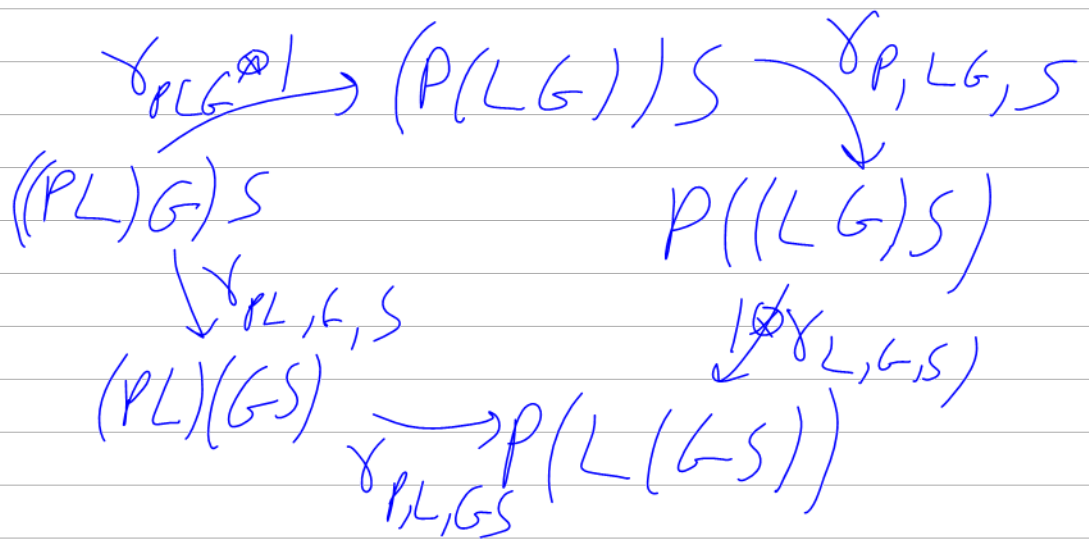 γ_{PLG}⊗1 (P(LG))S γ_{P,LG,S}
((PL)G)S P((LG)S)
γ_{PL,G,S} 1⊗γ_{L,G,S)}
(PL)(GS) P(L(GS))
γ_{P,L,GS}